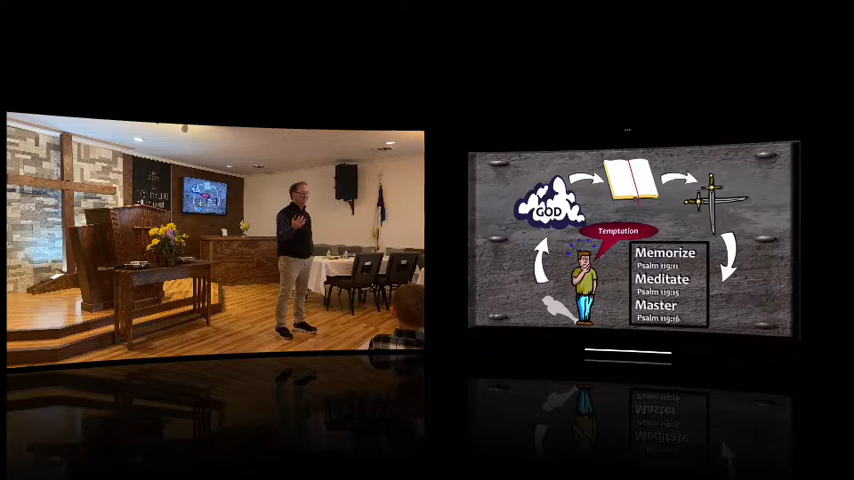 GOD
Temptation
Memorize
Psalm 119:11
Meditate
Psalm 119:15
Master
Psalm 119:16